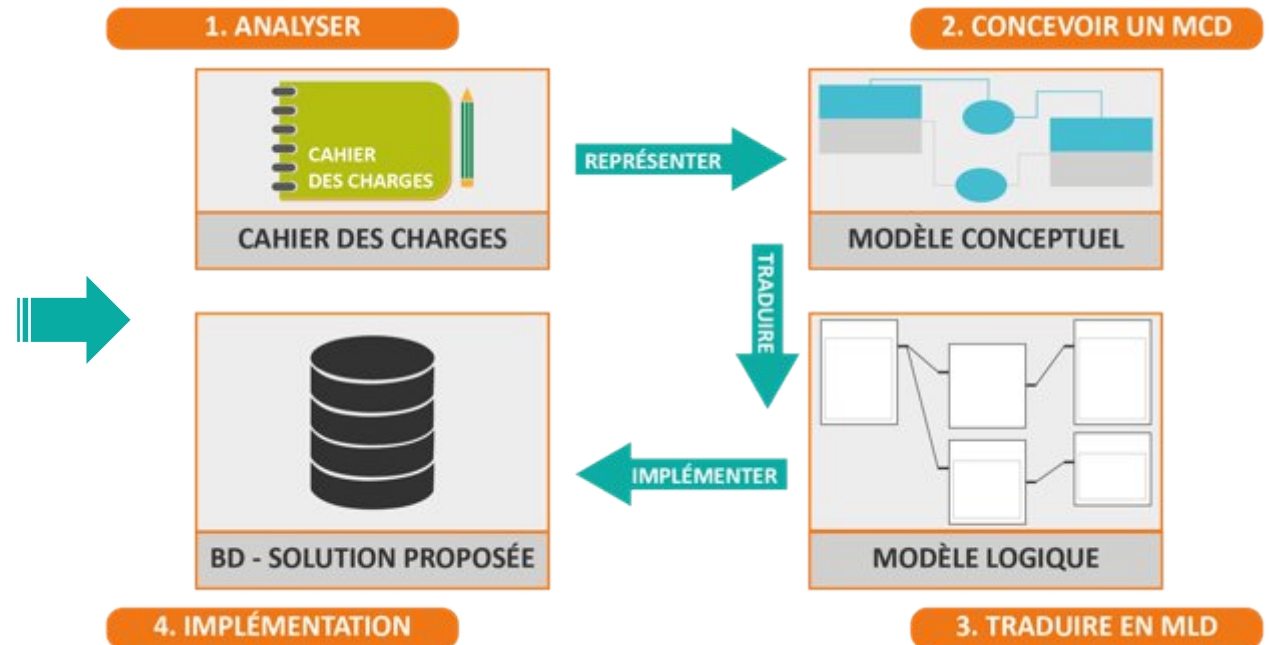 1. ANALYSER
2. CONCEVOIR UN MCD
CAHIER
DES CHARGES
CAHIER DES CHARGES
REPRÉSENTER
MODÈLE CONCEPTUEL
TRADUIRE
BD - SOLUTION PROPOSÉE
IMPLÉMENTER
MODÈLE LOGIQUE
4. IMPLÉMENTATION
3. TRADUIRE EN MLD